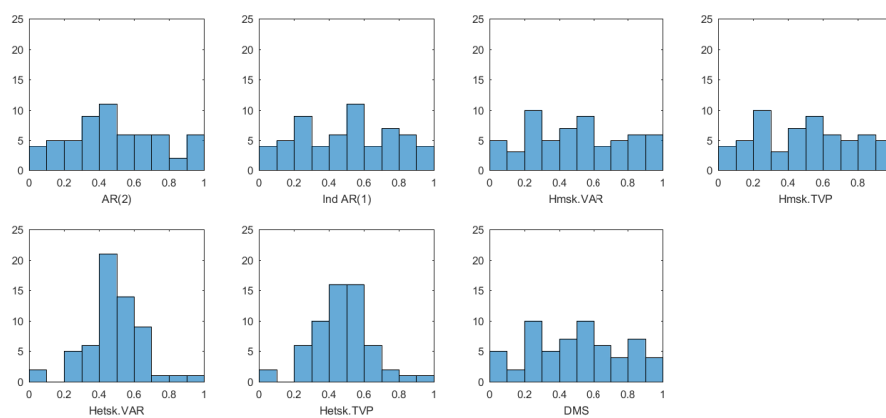 25 25 25 25
20 20 20 20
15 15 15 15
10 10 10 10
5 5 5 5
0 0 0 0
0 0.2 0.4 0.6 0.8 1 0 0.2 0.4 0.6 0.8 1 0 0.2 0.4 0.6 0.8 1 0 0.2 0.4 0.6 0.8
AR(2) Ind AR(1) Hmsk.VAR Hmsk.TVP
25 25 25
20 20 20
15 15 15
10 10 10
5 5 5
0 0 0
0 0.2 0.4 0.6 0.8 1 0 0.2 0.4 0.6 0.8 1 0 0.2 0.4 0.6 0.8 1
Hetsk.VAR Hetsk.TVP DMS